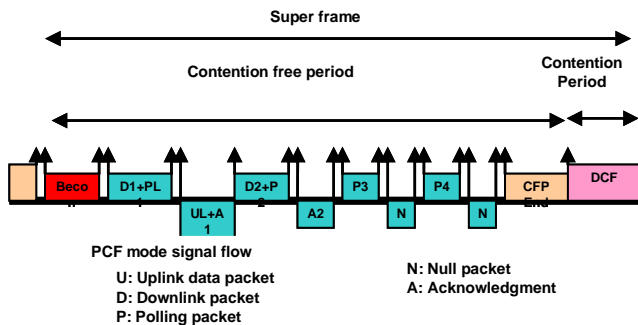 Super frame
Contention free period
Contention
Period
Beco
n
D1+PL
1
UL+A
1
D2+P
2
A2
P3
N
P4
N
CFP
End
DCF
PCF mode signal flow
U: Uplink data packet
D: Downlink packet
P: Polling packet
N: Null packet
A: Acknowledgment